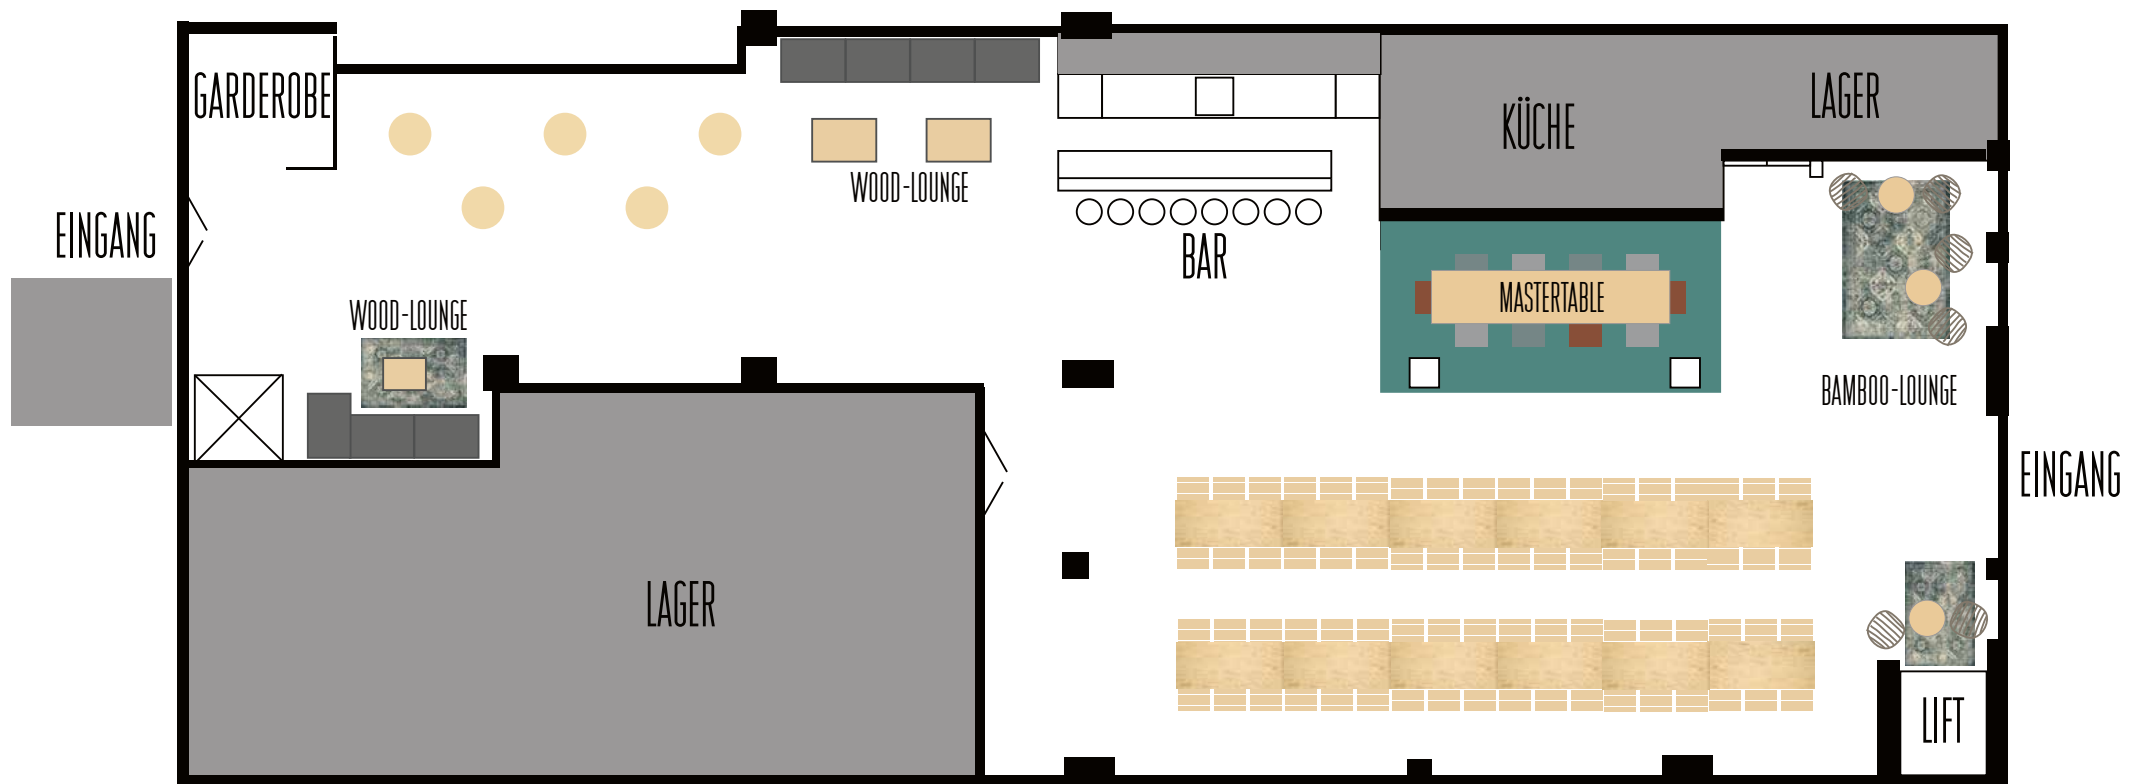 GARDEROBE
KÜCHE
LAGER
WOOD-LOUNGE
EINGANG
BAR
MASTERTABLE
WOOD-LOUNGE
BAMBOO-LOUNGE
EINGANG
LAGER
LIFT